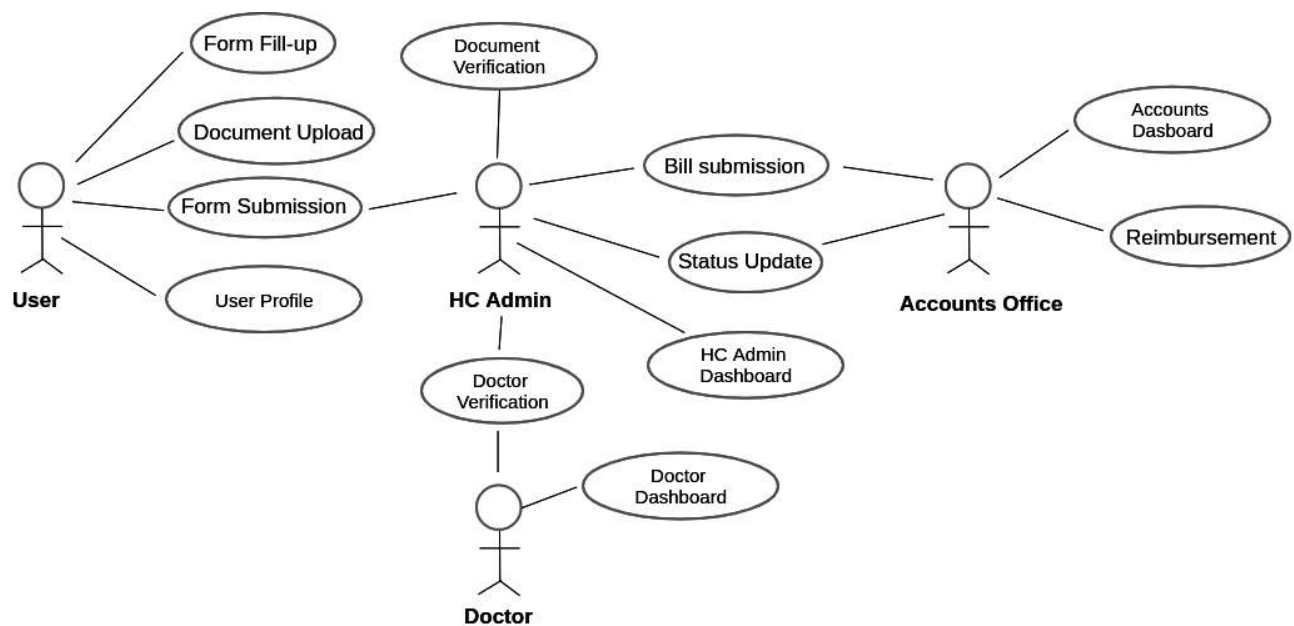 Form Fill-up
Document
Verification
Document Upload
Accounts
Dasboard
Bill submission
Form Submission
Reimbursement
Status Update
User Profile
User
HC Admin
Accounts Office
HC Admin
Dashboard
Doctor
Verification
Doctor
Dashboard
Doctor